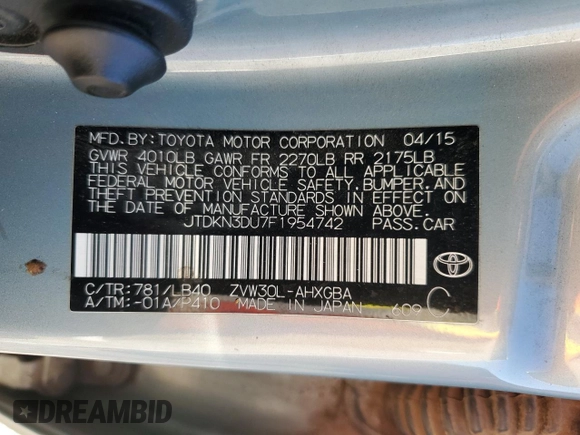 MFD.BY:TOYOTA MOTOR CORPORATION 04/15
GVWR 4010LB GAWR FR 2270LB RR 2175LB
THIS VEHICLE CONFORMS TO ALL APPLICABLE
FEDERAL MOTOR VEHICLE SAFETY,BUMPER,AND
THEFT PREVENTION STANDARDS IN EFFECT ON
THE DATE OF MANUFACTURE SHOWN ABOVE.
JTDKN3DU7F1954742 PASS.CAR
C/TR:781/LB40 ZVW30L-AHXGBA
A/TM:-01A/P410 MADE IN JAPAN 609 C
DREAMBID